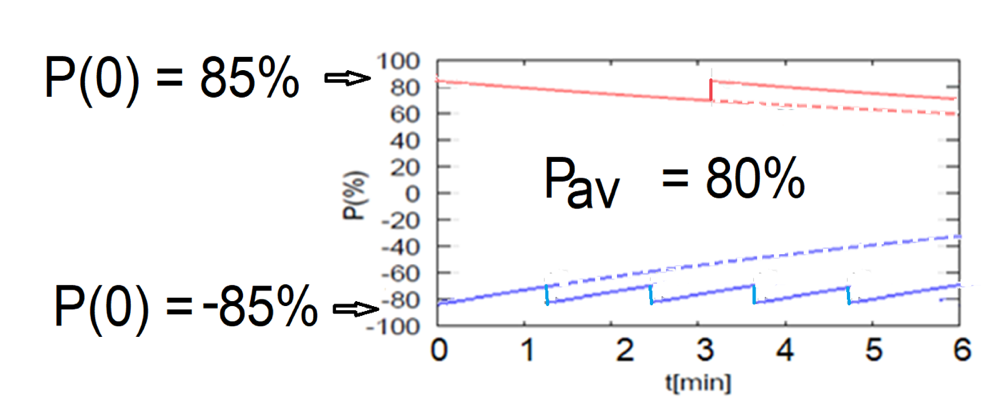 P(0) = 85%
P(0) = -85%
Pav = 80%
P(%)
100
80
60
40
20
0
-20
-40
-60
-80
-100
0 1 2 3 4 5 6
t[min]